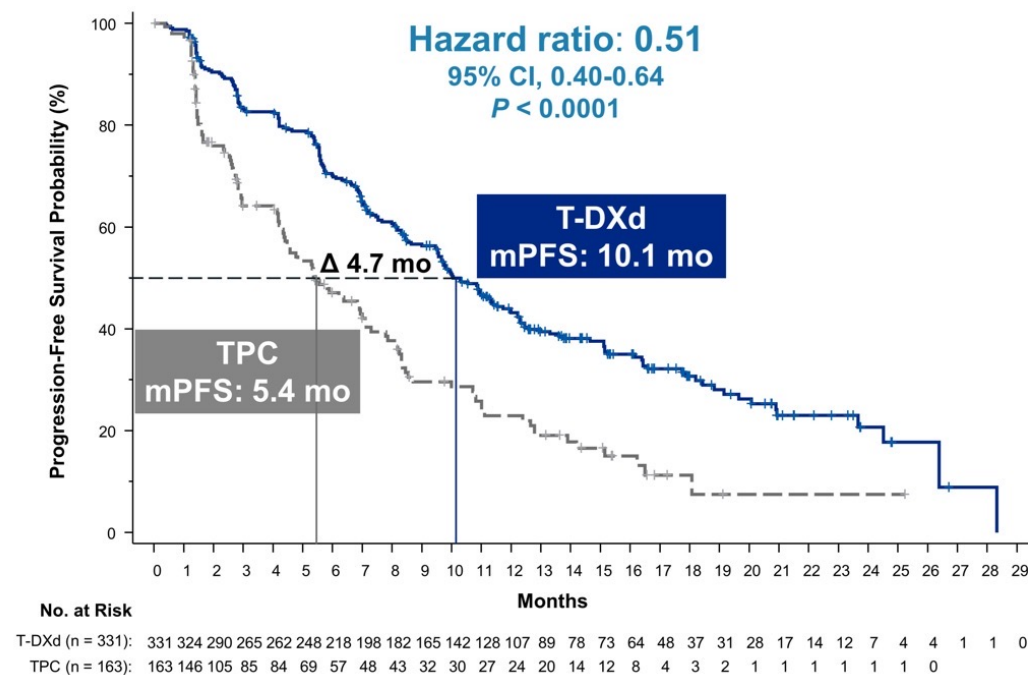 Hazard ratio: 0.51
95% CI, 0.40-0.64
P < 0.0001
Progression-Free Survival Probability (%)
100
80
60
40
20
0
T-DXd
mPFS: 10.1 mo
Δ 4.7 mo
TPC
mPFS: 5.4 mo
0 1 2 3 4 5 6 7 8 9 10 11 12 13 14 15 16 17 18 19 20 21 22 23 24 25 26 27 28 29
Months
No. at Risk
T-DXd (n = 331): 331 324 290 265 262 248 218 198 182 165 142 128 107 89 78 73 64 48 37 31 28 17 14 12 7 4 4 1 1 0
TPC (n = 163): 163 146 105 85 84 69 57 48 43 32 30 27 24 20 14 12 8 4 3 2 1 1 1 1 1 1 0